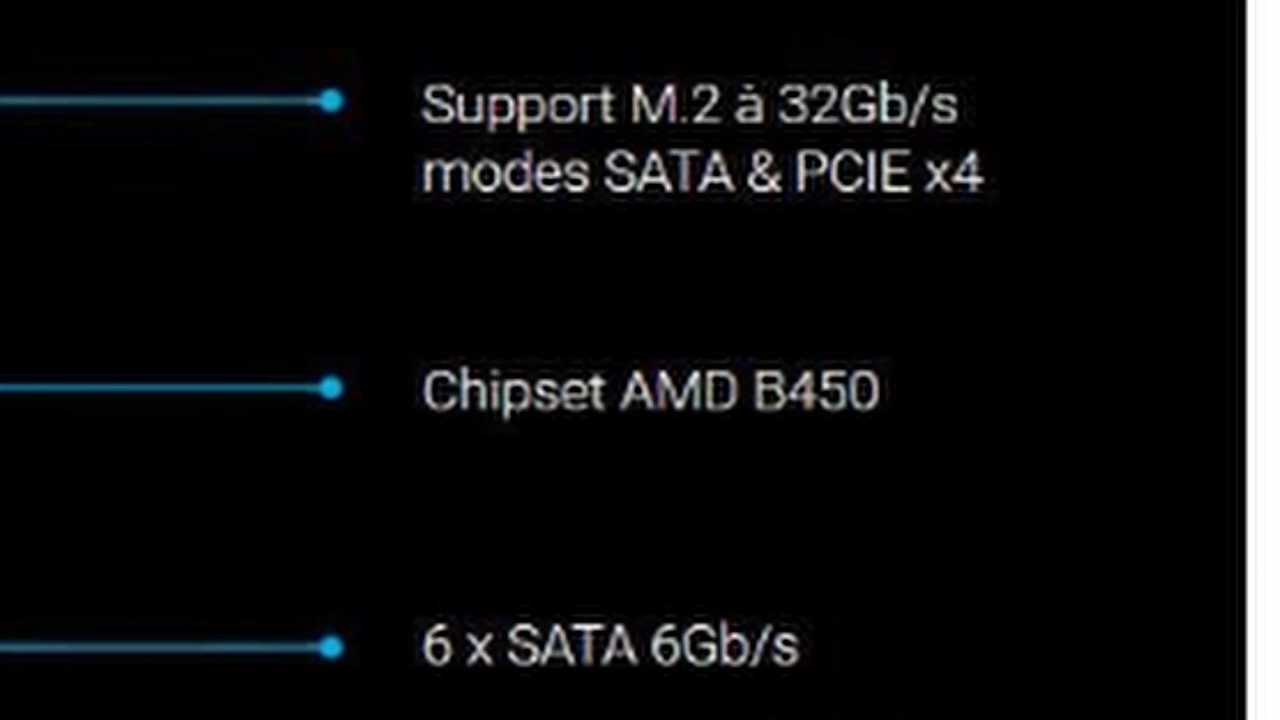 Support M.2 à 32Gb/s
modes SATA & PCIE x4
Chipset AMD B450
6 x SATA 6Gb/s